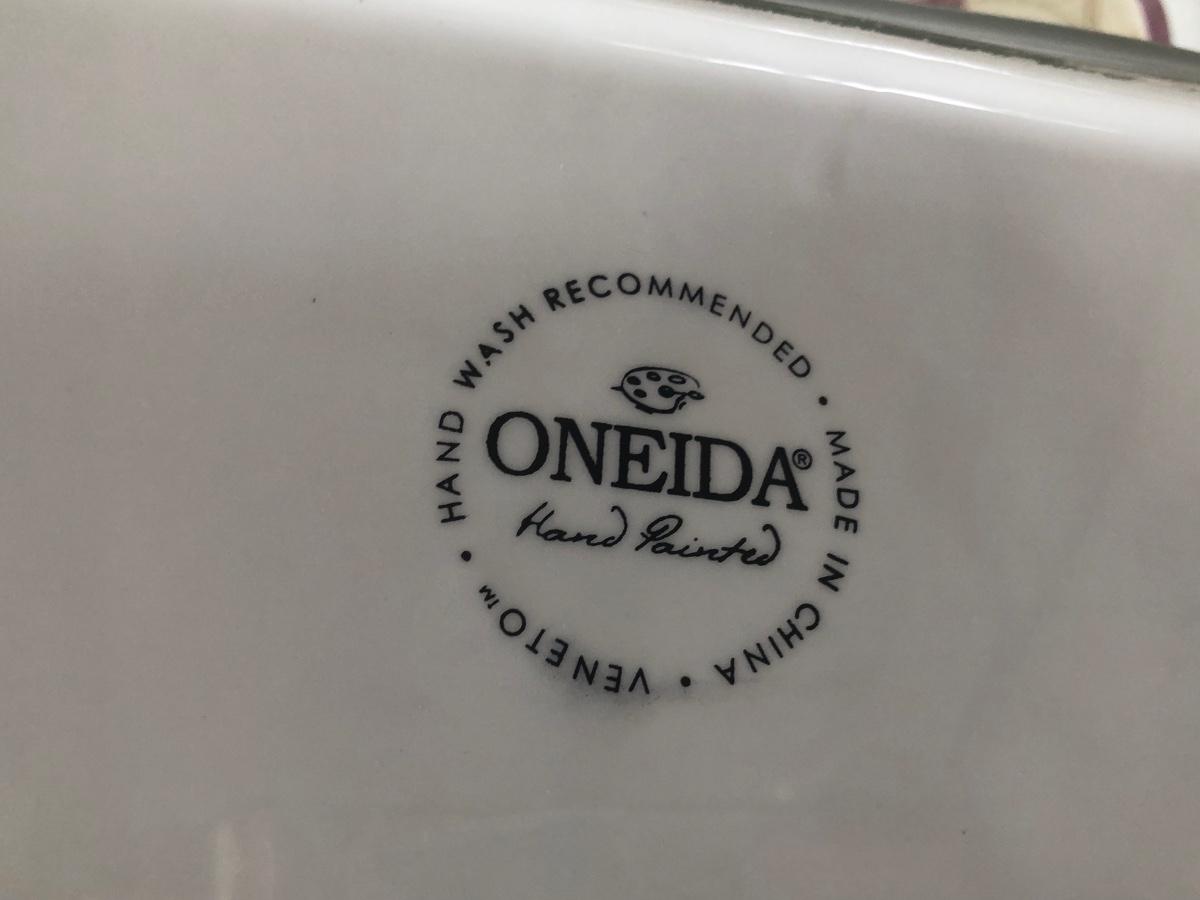 HAND WASH RECOMMENDED • MADE IN CHINA • VENETO™ •
ONEIDA®
Hand Painted